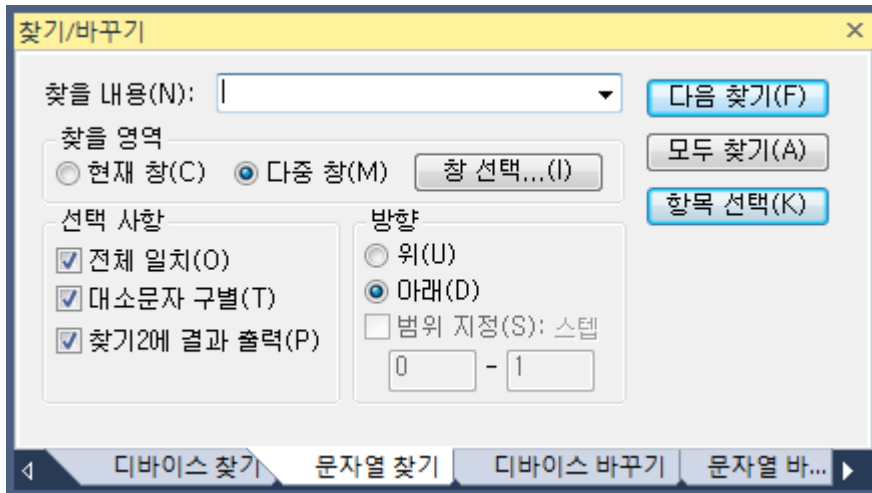 찾기/바꾸기
찾을 내용(N):
다음 찾기(F)
찾을 영역
현재 창(C) 다중 창(M) 창 선택...(I)
모두 찾기(A)
항목 선택(K)
선택 사항
전체 일치(O)
대소문자 구별(T)
찾기2에 결과 출력(P)
방향
위(U)
아래(D)
범위 지정(S): 스텝
0 - 1
디바이스 찾기 문자열 찾기 디바이스 바꾸기 문자열 바...